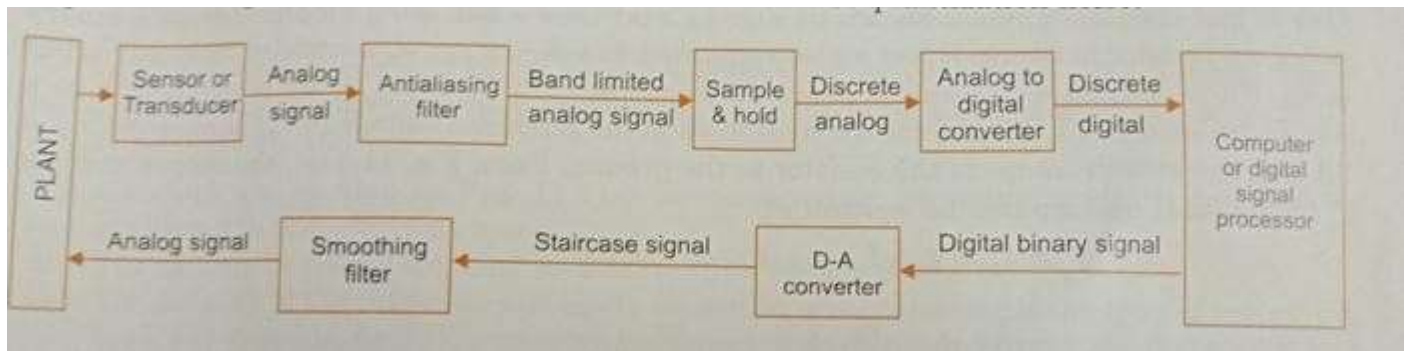 PLANT
Sensor or
Transducer
Analog
signal
Antialiasing
filter
Band limited
analog signal
Sample
& hold
Discrete
analog
Analog to
digital
converter
Discrete
digital
Computer
or digital
signal
processor
Analog signal
Smoothing
filter
Staircase signal
D-A
converter
Digital binary signal